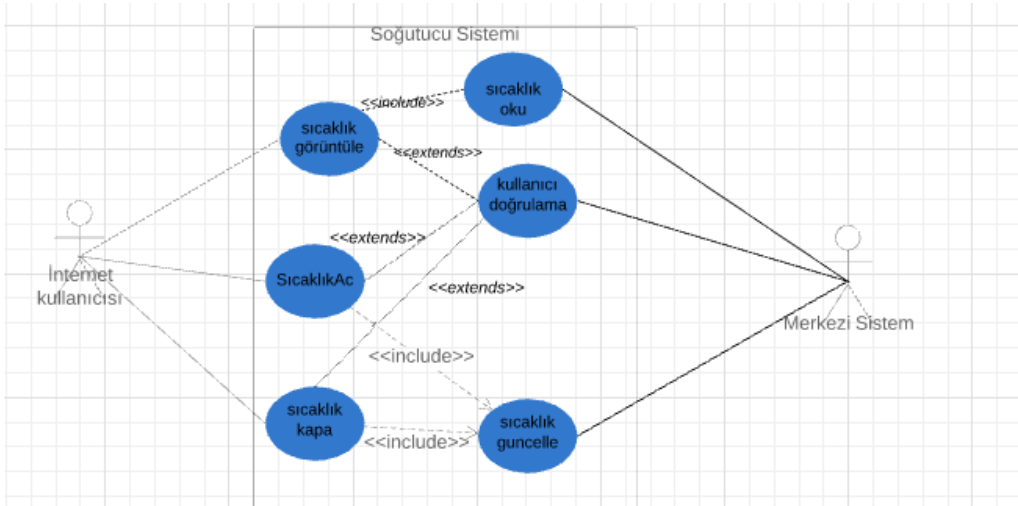 Soğutucu Sistemi
sıcaklık
oku
<<include>>
sıcaklık
görüntüle
<<extends>>
kullanıcı
doğrulama
<<extends>>
İnternet
kullanıcısı
SıcaklıkAc
<<extends>>
Merkezi Sistem
<<include>>
sıcaklık
kapa
sıcaklık
guncelle
<<include>>